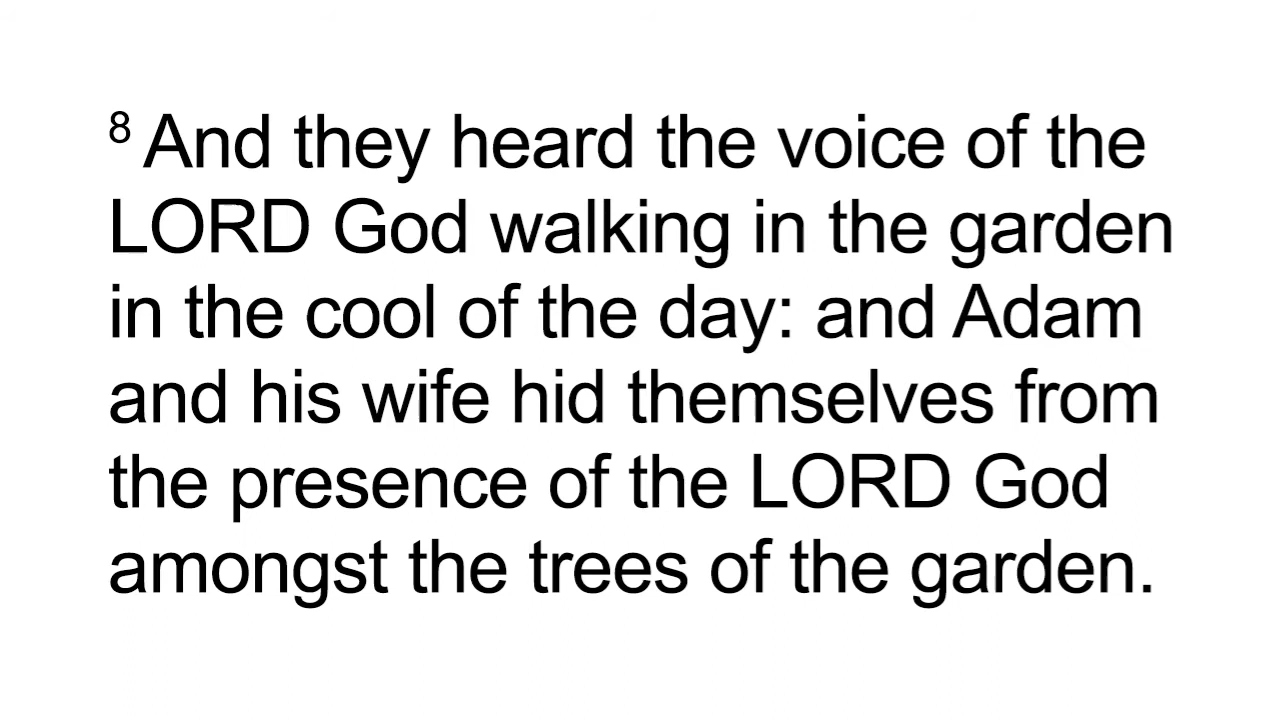 8 And they heard the voice of the
LORD God walking in the garden
in the cool of the day: and Adam
and his wife hid themselves from
the presence of the LORD God
amongst the trees of the garden.